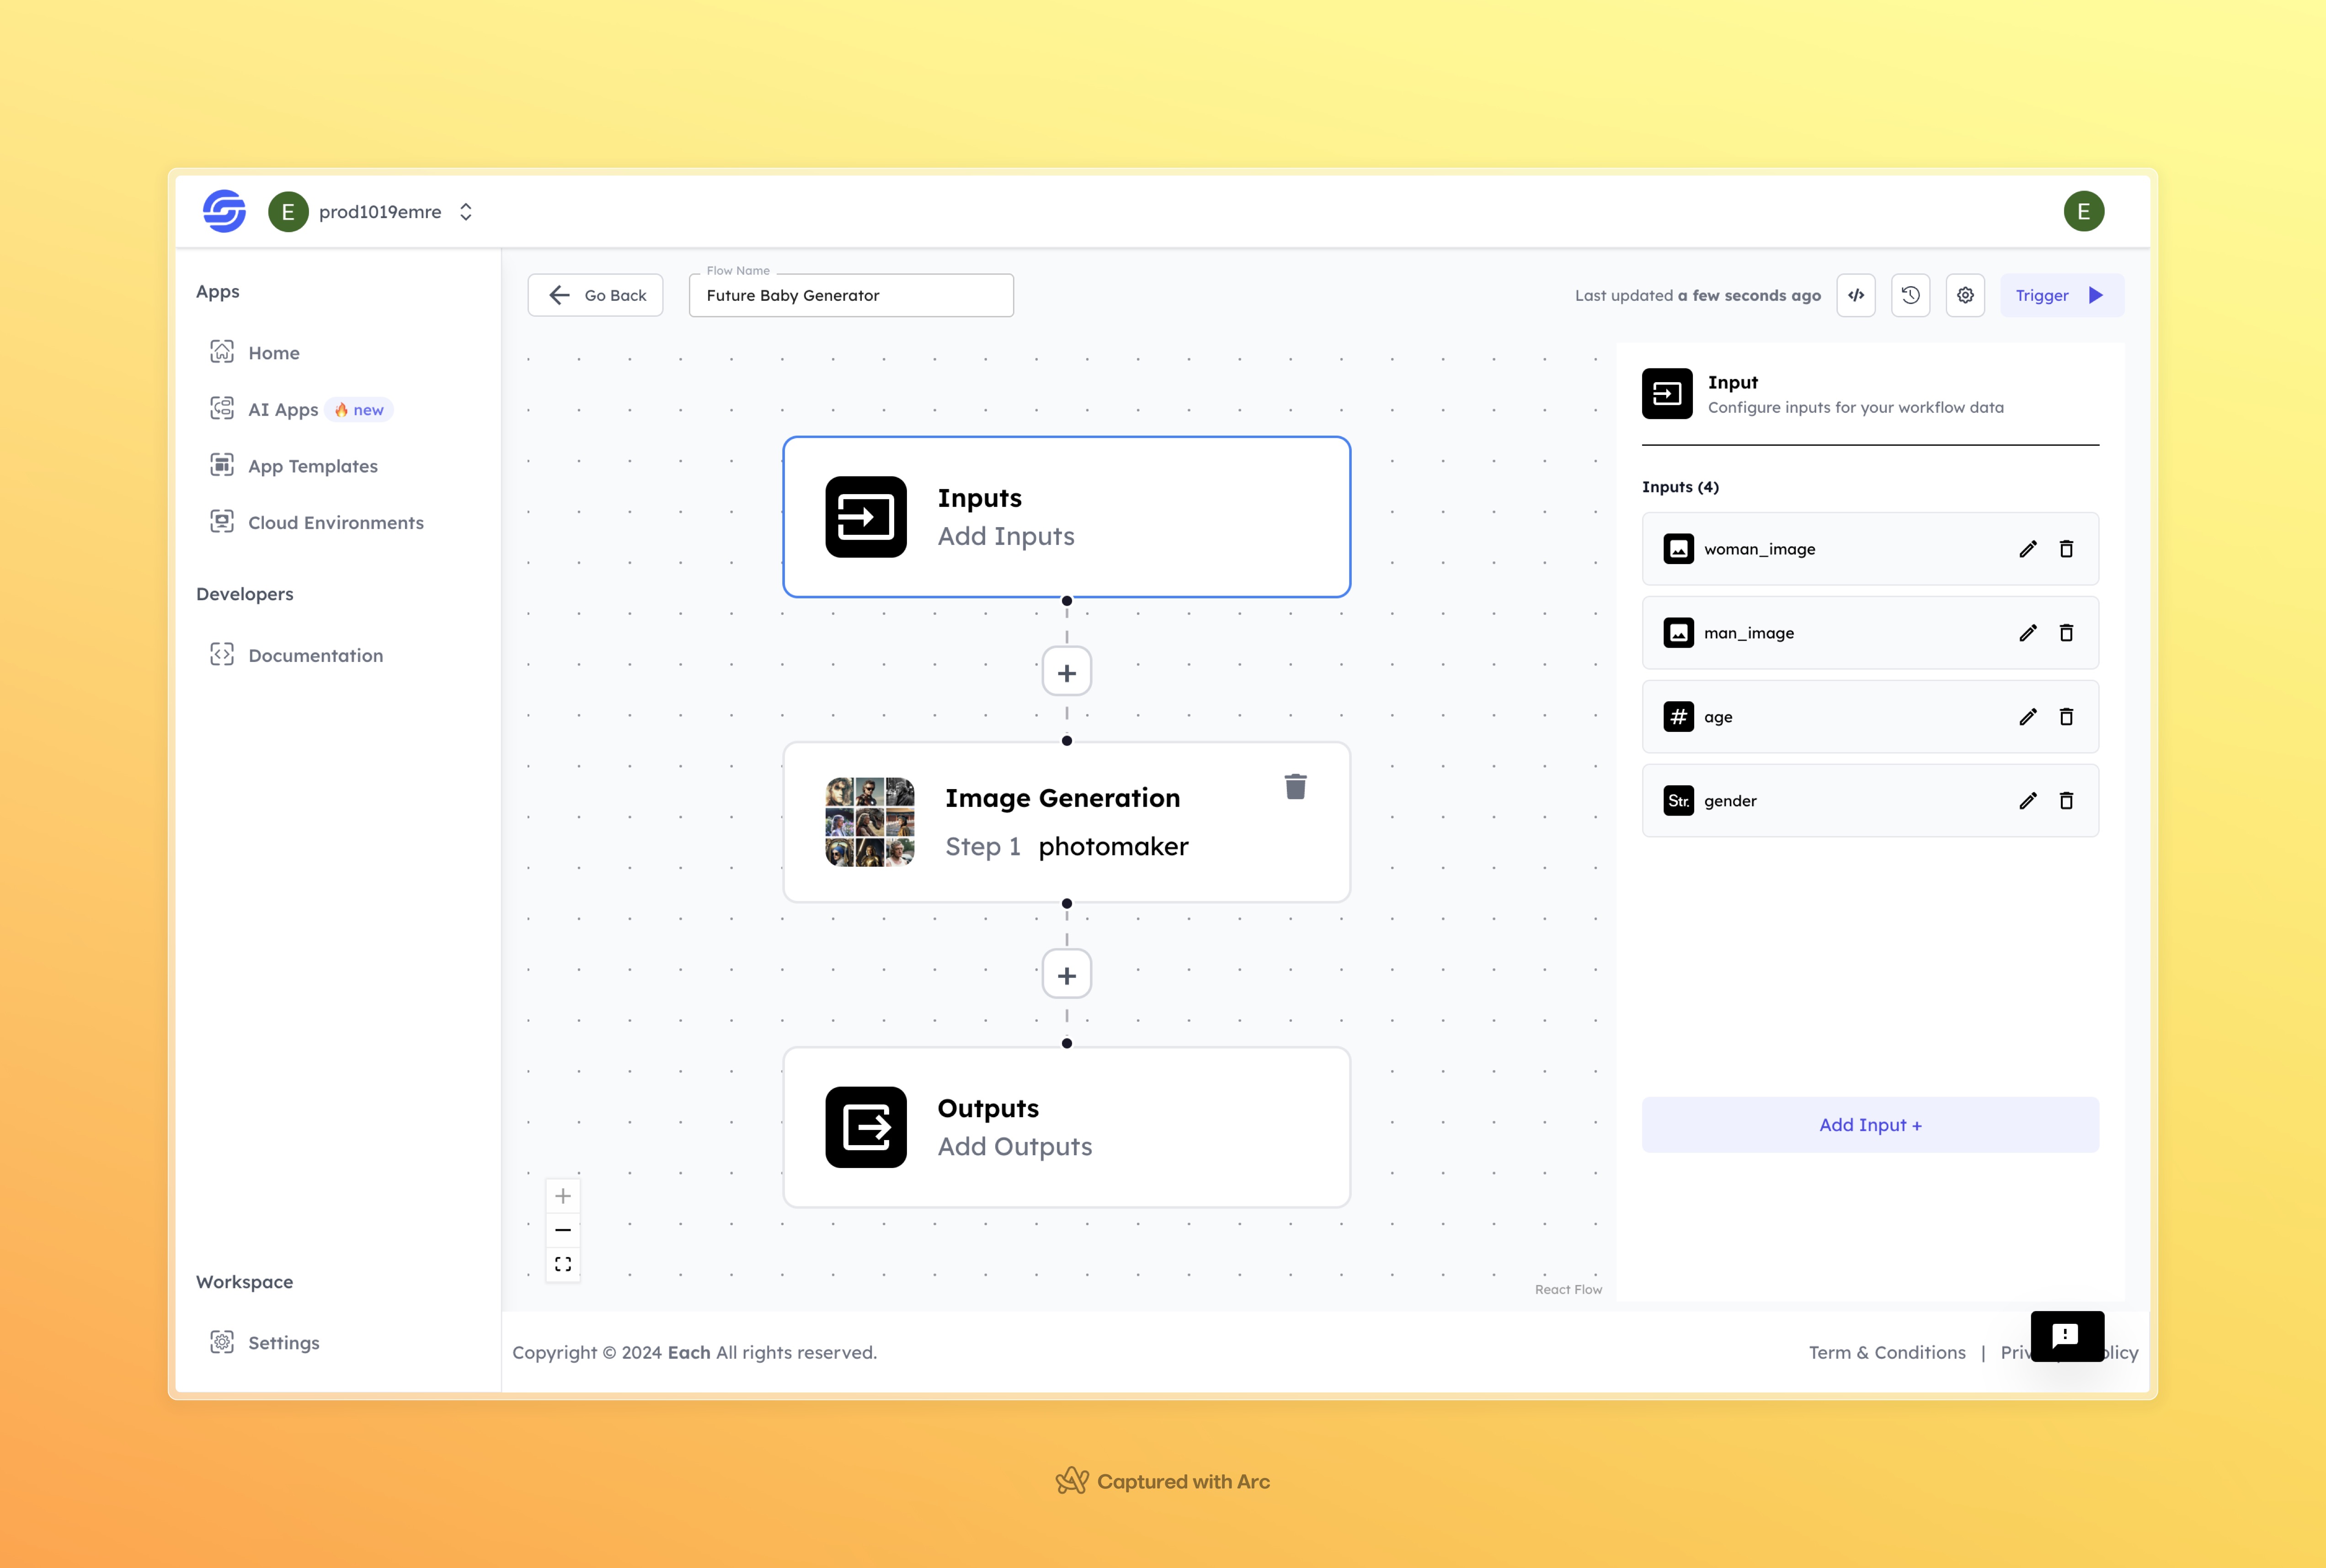 E prod1019emre
E
Apps
Home
AI Apps 🔥 new
App Templates
Cloud Environments
Developers
Documentation
Workspace
Settings
Go Back
Flow Name
Future Baby Generator
Last updated a few seconds ago
Trigger
Inputs
Add Inputs
Image Generation
Step 1 photomaker
Outputs
Add Outputs
React Flow
Input
Configure inputs for your workflow data
Inputs (4)
woman_image
man_image
# age
Str. gender
Add Input +
Copyright © 2024 Each All rights reserved.
Term & Conditions |
Captured with Arc